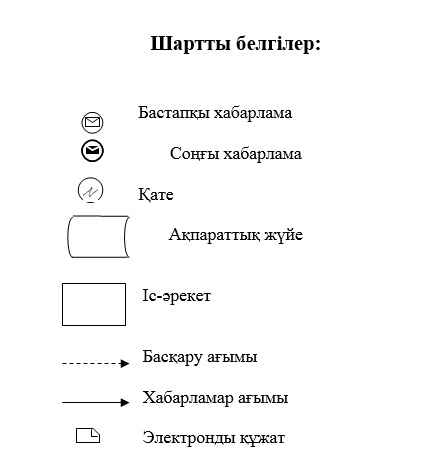 Шартты белгілер:
Бастапқы хабарлама
Соңғы хабарлама
Қате
Ақпараттық жүйе
Іс-әрекет
Басқару ағымы
Хабарламар ағымы
Электронды құжат